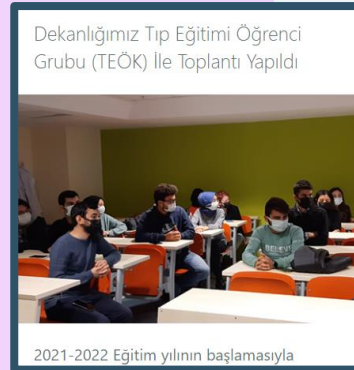 Dekanlığımız Tıp Eğitimi Öğrenci
Grubu (TEÖK) İle Toplantı Yapıldı
2021-2022 Eğitim yılının başlamasıyla